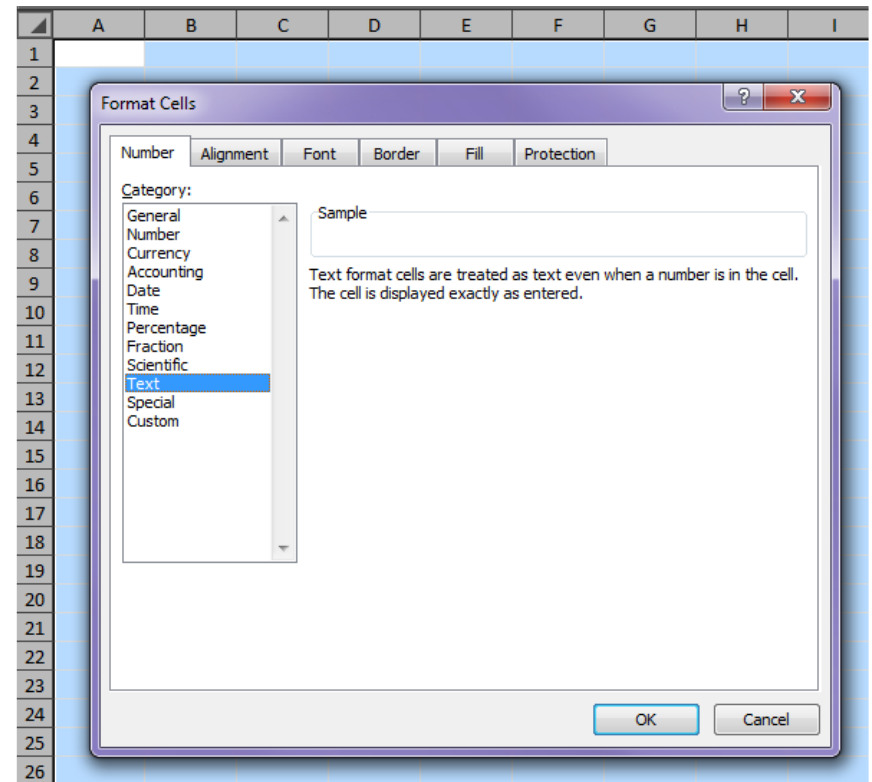 A B C D E F G H I
1
2
3
4
5
6
7
8
9
10
11
12
13
14
15
16
17
18
19
20
21
22
23
24
25
26
Format Cells
?
Number Alignment Font Border Fill Protection
Category:
General
Number
Currency
Accounting
Date
Time
Percentage
Fraction
Scientific
Text
Special
Custom
Sample
Text format cells are treated as text even when a number is in the cell.
The cell is displayed exactly as entered.
OK Cancel